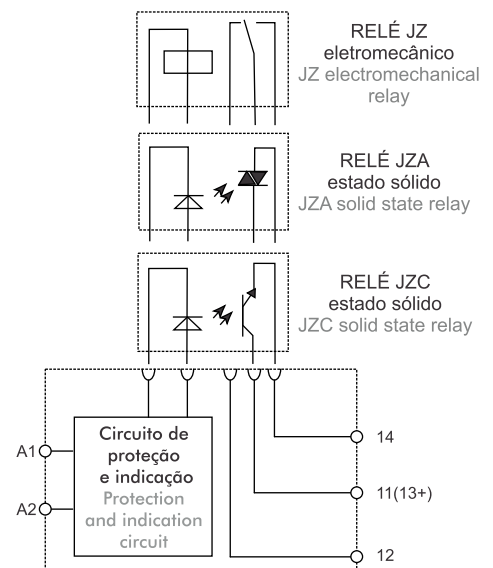 RELÉ JZ
eletromecânico
JZ electromechanical
relay
RELÉ JZA
estado sólido
JZA solid state relay
RELÉ JZC
estado sólido
JZC solid state relay
Circuito de
proteção
e indicação
Protection
and indication
circuit
A1
A2
14
11(13+)
12